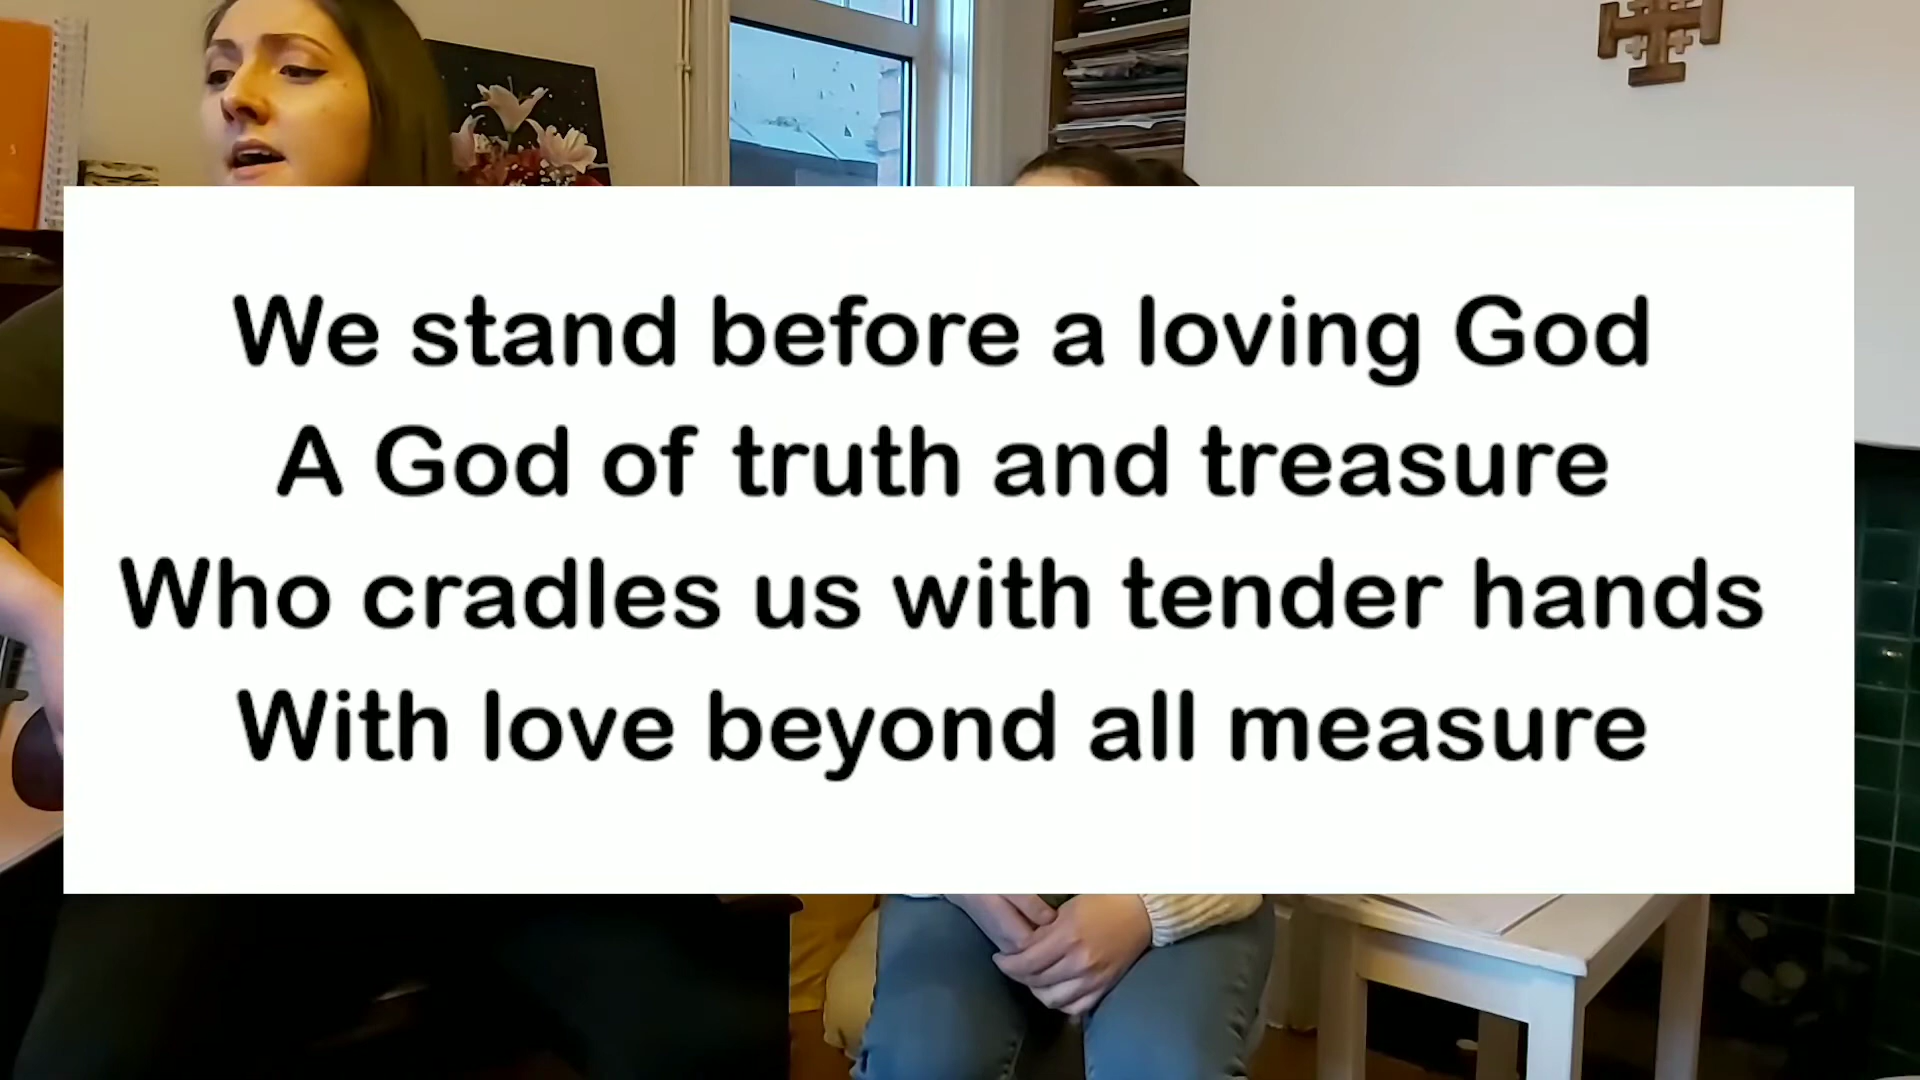 We stand before a loving God
A God of truth and treasure
Who cradles us with tender hands
With love beyond all measure